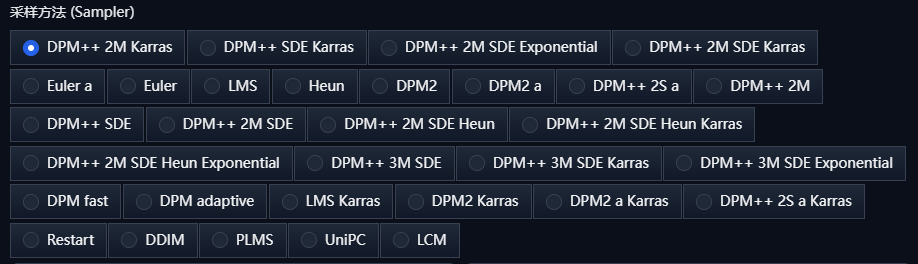 采样方法 (Sampler)
DPM++ 2M Karras DPM++ SDE Karras DPM++ 2M SDE Exponential DPM++ 2M SDE Karras
Euler a Euler LMS Heun DPM2 DPM2 a DPM++ 2S a DPM++ 2M
DPM++ SDE DPM++ 2M SDE DPM++ 2M SDE Heun DPM++ 2M SDE Heun Karras
DPM++ 2M SDE Heun Exponential DPM++ 3M SDE DPM++ 3M SDE Karras DPM++ 3M SDE Exponential
DPM fast DPM adaptive LMS Karras DPM2 Karras DPM2 a Karras DPM++ 2S a Karras
Restart DDIM PLMS UniPC LCM